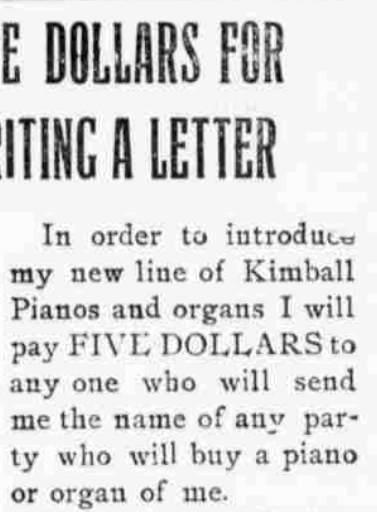 E DOLLARS FOR
RITING A LETTER
In order to introduce
my new line of Kimball
Pianos and organs I will
pay FIVE DOLLARS to
any one who will send
me the name of any par-
ty who will buy a piano
or organ of me.